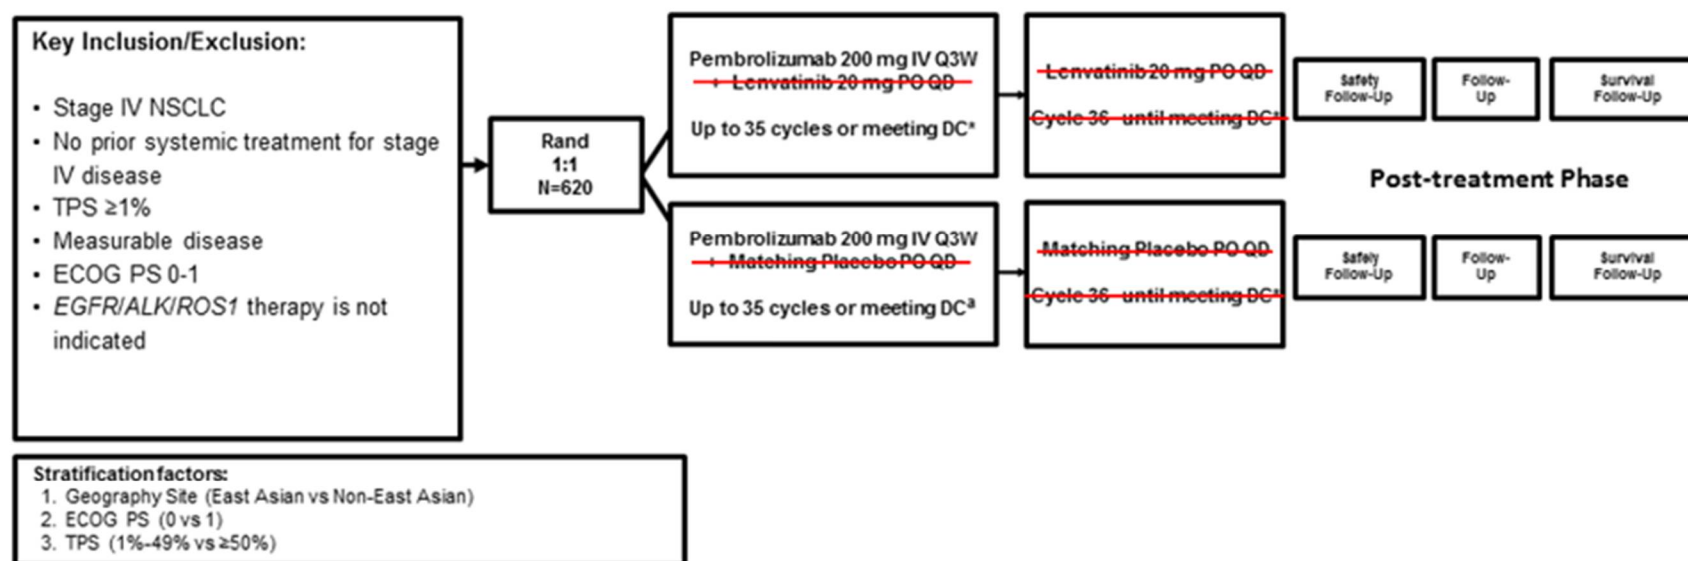 Key Inclusion/Exclusion:
• Stage IV NSCLC
• No prior systemic treatment for stage
IV disease
• TPS ≥1%
• Measurable disease
• ECOG PS 0-1
• EGFR/ALK/ROS1 therapy is not
indicated
Rand
1:1
N=620
Pembrolizumab 200 mg IV Q3W
+ Lenvatinib 20 mg PO QD
Up to 35 cycles or meeting DC*
Lenvatinib 20 mg PO QD
Cycle 36 until meeting DC*
Safety
Follow-Up
Follow-
Up
Survival
Follow-Up
Post-treatment Phase
Pembrolizumab 200 mg IV Q3W
+ Matching Placebo PO QD
Up to 35 cycles or meeting DCª
Matching Placebo PO QD
Cycle 36 until meeting DC*
Safety
Follow-Up
Follow-
Up
Survival
Follow-Up
Stratification factors:
1. Geography Site (East Asian vs Non-East Asian)
2. ECOG PS (0 vs 1)
3. TPS (1%-49% vs ≥50%)